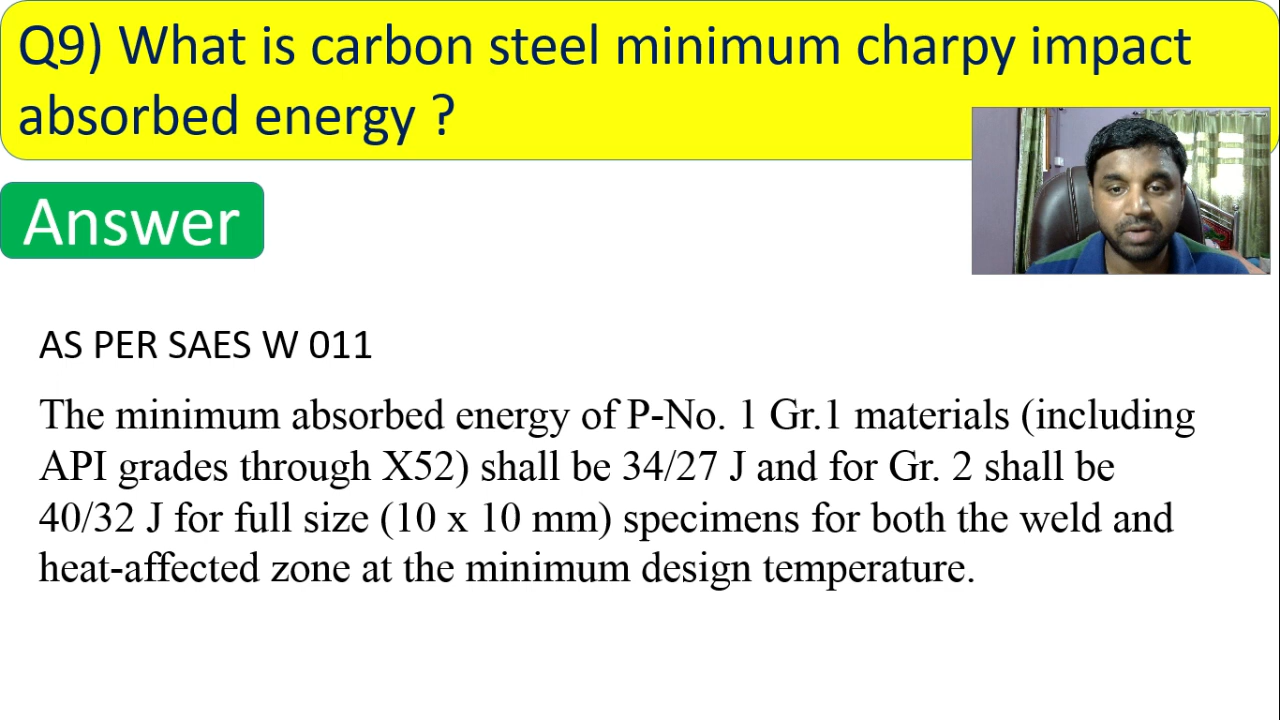 Q9) What is carbon steel minimum charpy impact
absorbed energy ?
Answer
AS PER SAES W 011
The minimum absorbed energy of P-No. 1 Gr.1 materials (including
API grades through X52) shall be 34/27 J and for Gr. 2 shall be
40/32 J for full size (10 x 10 mm) specimens for both the weld and
heat-affected zone at the minimum design temperature.